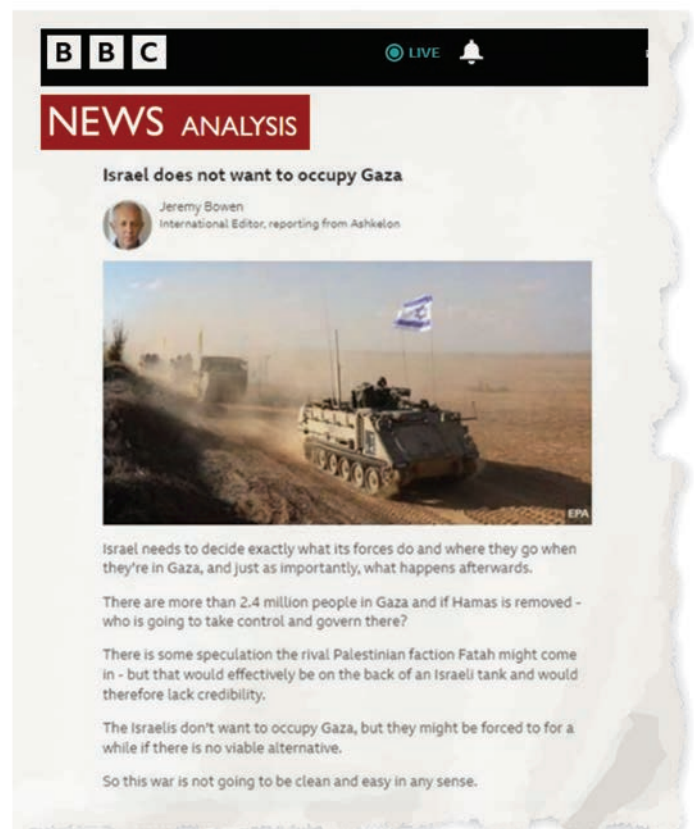 BBC
LIVE
NEWS ANALYSIS
Israel does not want to occupy Gaza
Jeremy Bowen
International Editor, reporting from Ashkelon
EPA
Israel needs to decide exactly what its forces do and where they go when
they're in Gaza, and just as importantly, what happens afterwards.
There are more than 2.4 million people in Gaza and if Hamas is removed -
who is going to take control and govern there?
There is some speculation the rival Palestinian faction Fatah might come
in - but that would effectively be on the back of an Israeli tank and would
therefore lack credibility.
The Israelis don't want to occupy Gaza, but they might be forced to for a
while if there is no viable alternative.
So this war is not going to be clean and easy in any sense.